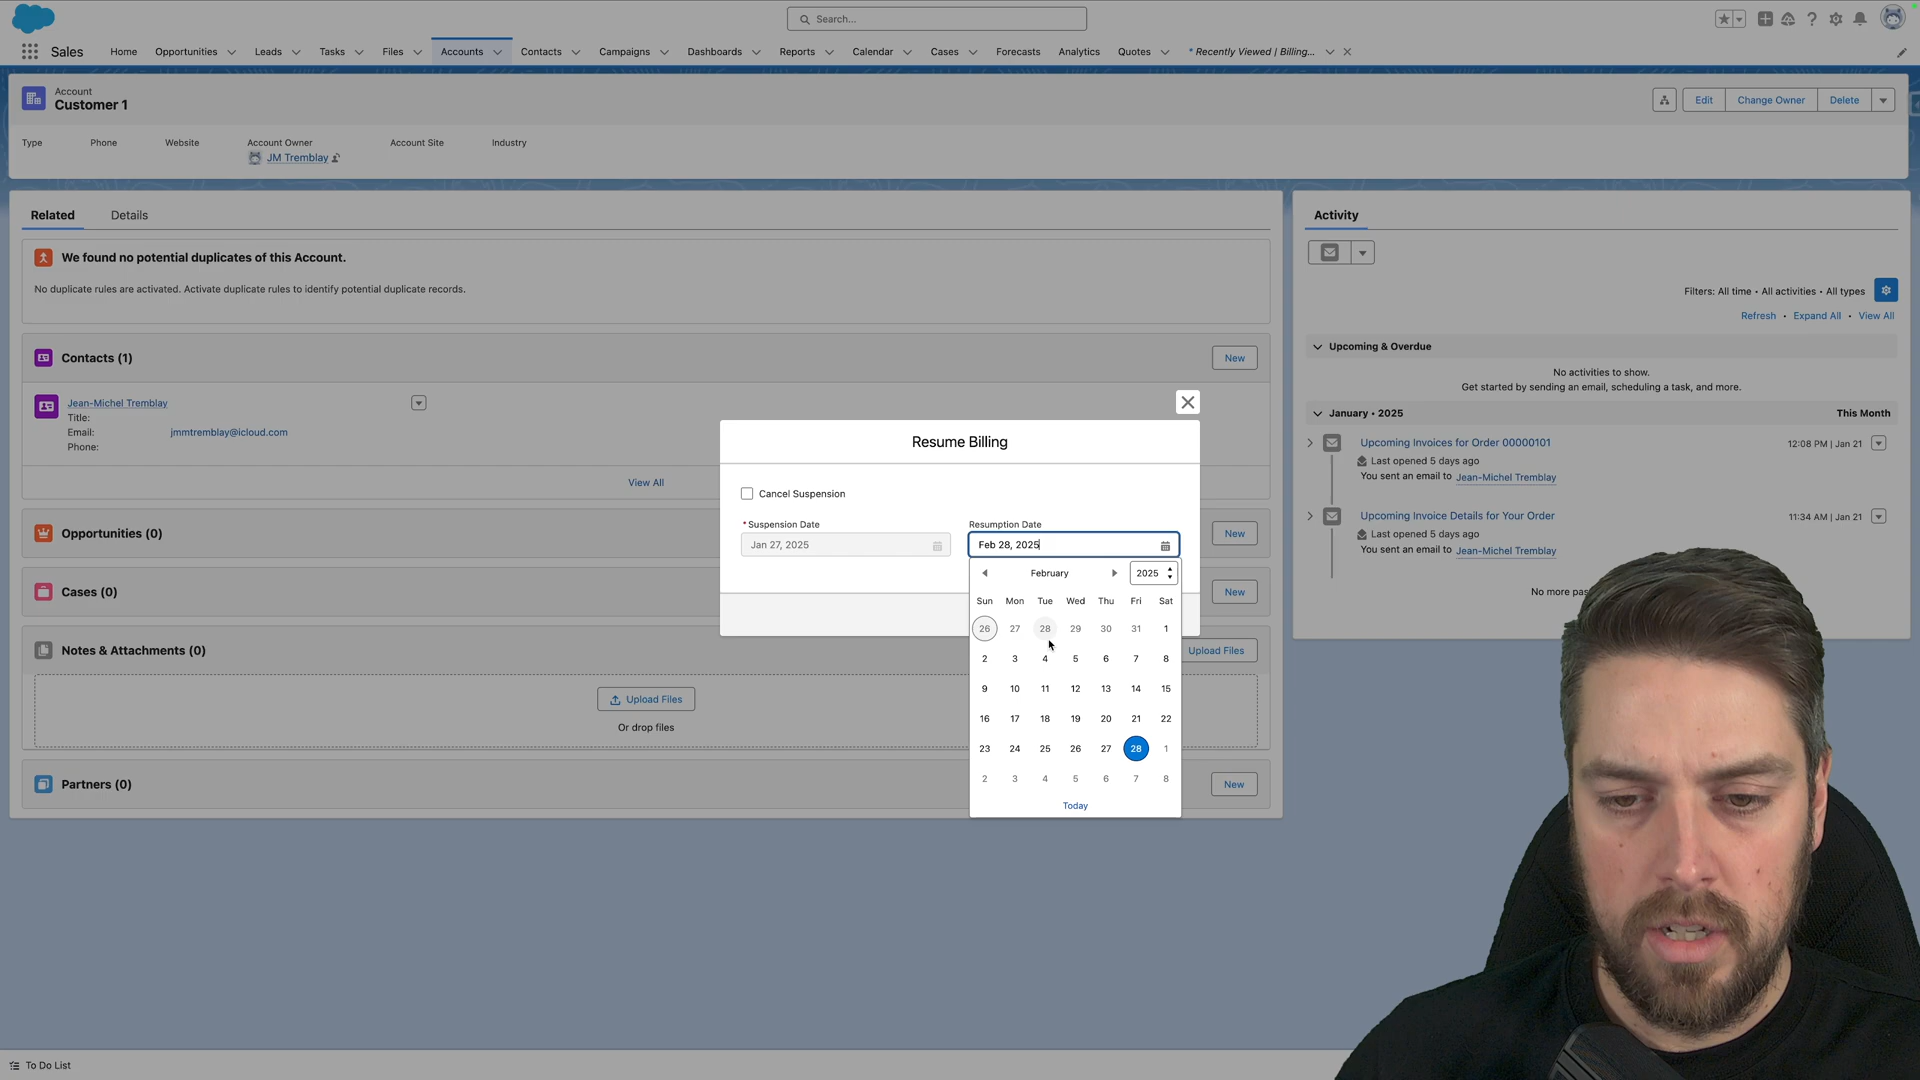 Search...
Sales
Home
Opportunities
Leads
Tasks
Files
Accounts
Contacts
Campaigns
Dashboards
Reports
Calendar
Cases
Forecasts
Analytics
Quotes
* Recently Viewed | Billing...
Account
Customer 1
Edit
Change Owner
Delete
Type
Phone
Website
Account Owner
JM Tremblay
Account Site
Industry
Related
Details
We found no potential duplicates of this Account.
No duplicate rules are activated. Activate duplicate rules to identify potential duplicate records.
Contacts (1)
New
Jean-Michel Tremblay
Title:
Email: jmmtremblay@icloud.com
Phone:
View All
Opportunities (0)
New
Cases (0)
New
Notes & Attachments (0)
Upload Files
Upload Files
Or drop files
Partners (0)
New
Resume Billing
Cancel Suspension
* Suspension Date
Jan 27, 2025
Resumption Date
Feb 28, 2025
February
2025
Sun Mon Tue Wed Thu Fri Sat
26 27 28 29 30 31 1
2 3 4 5 6 7 8
9 10 11 12 13 14 15
16 17 18 19 20 21 22
23 24 25 26 27 28 1
2 3 4 5 6 7 8
Today
Activity
Filters: All time • All activities • All types
Refresh • Expand All • View All
Upcoming & Overdue
No activities to show.
Get started by sending an email, scheduling a task, and more.
January • 2025
This Month
Upcoming Invoices for Order 00000101
12:08 PM | Jan 21
Last opened 5 days ago
You sent an email to Jean-Michel Tremblay
Upcoming Invoice Details for Your Order
11:34 AM | Jan 21
Last opened 5 days ago
You sent an email to Jean-Michel Tremblay
No more
To Do List